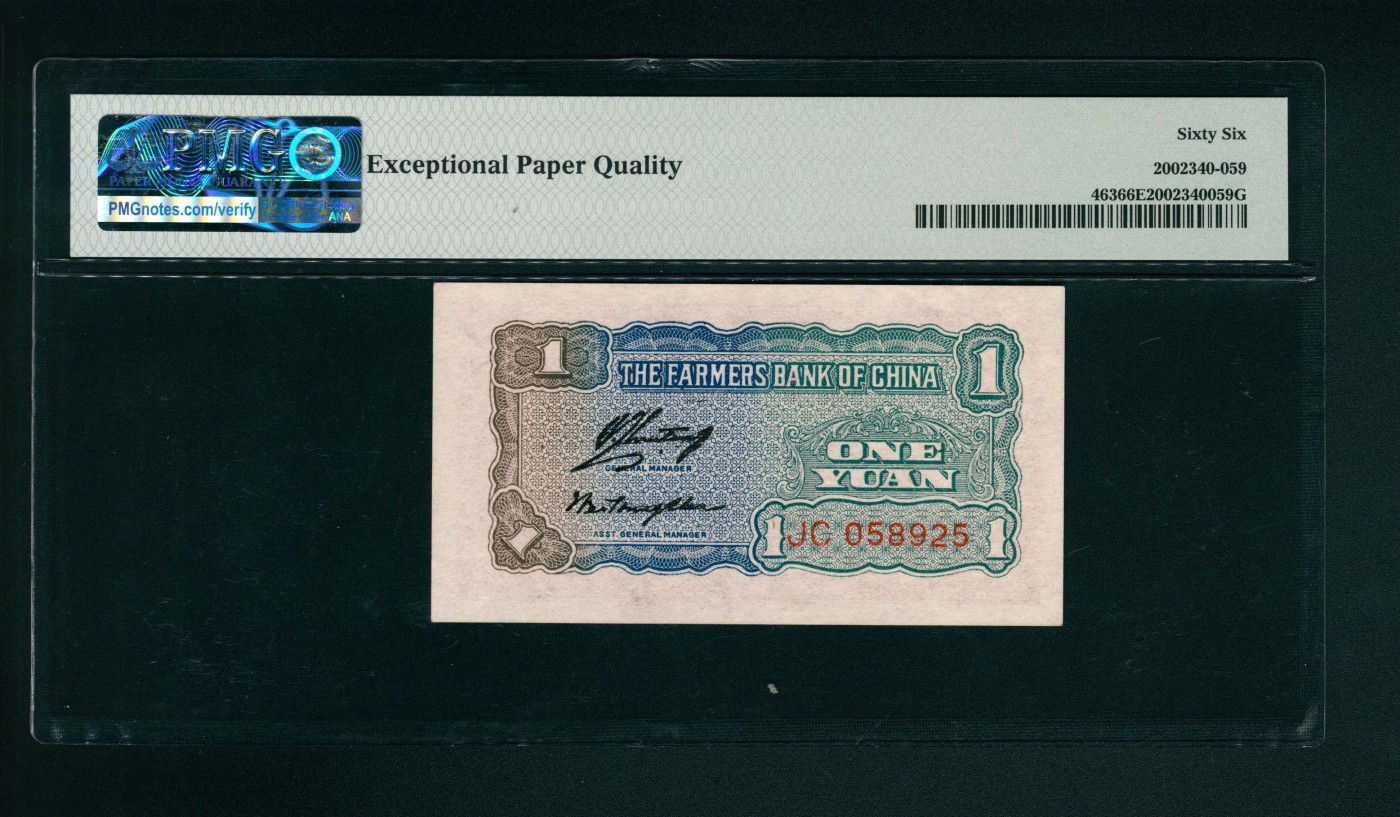 PMG
PMGnotes.com/verify
ANA
Exceptional Paper Quality
Sixty Six
2002340-059
46366E2002340059G
1
THE FARMERS BANK OF CHINA
1
GENERAL MANAGER
ONE
YUAN
ASST GENERAL MANAGER
1
1
JC 058925
1